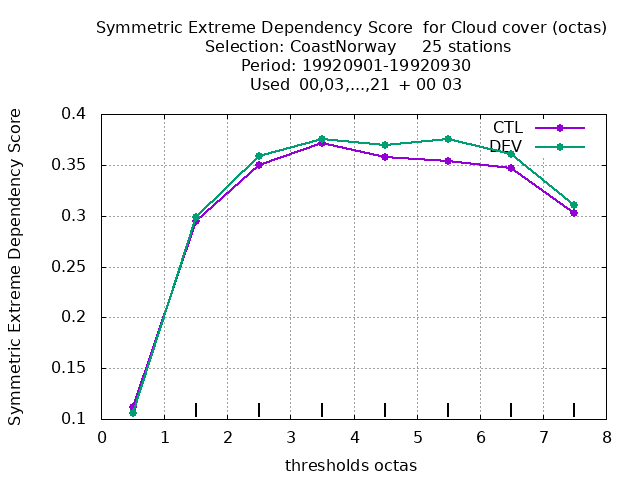 Symmetric Extreme Dependency Score  for Cloud cover (octas)
Selection: CoastNorway     25 stations
Period: 19920901-19920930
Used  00,03,...,21  + 00 03
Symmetric Extreme Dependency Score
0.4
0.35
0.3
0.25
0.2
0.15
0.1
CTL
DEV
0 1 2 3 4 5 6 7 8
thresholds octas